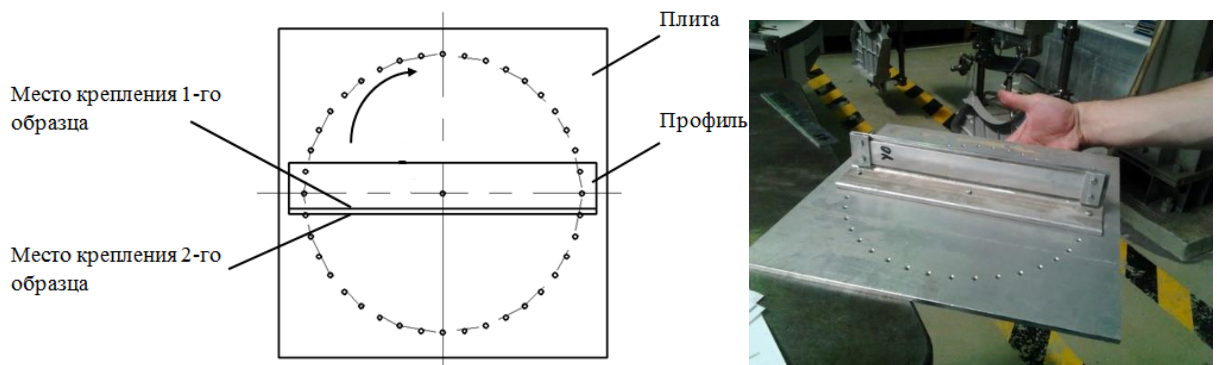 Плита
Место крепления 1-го
образца
Профиль
Место крепления 2-го
образца